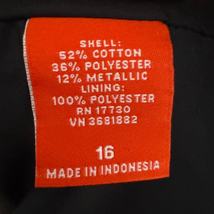 SHELL:
52% COTTON
36% POLYESTER
12% METALLIC
LINING:
100% POLYESTER
RN 17730
VN 3681882
16
MADE IN INDONESIA